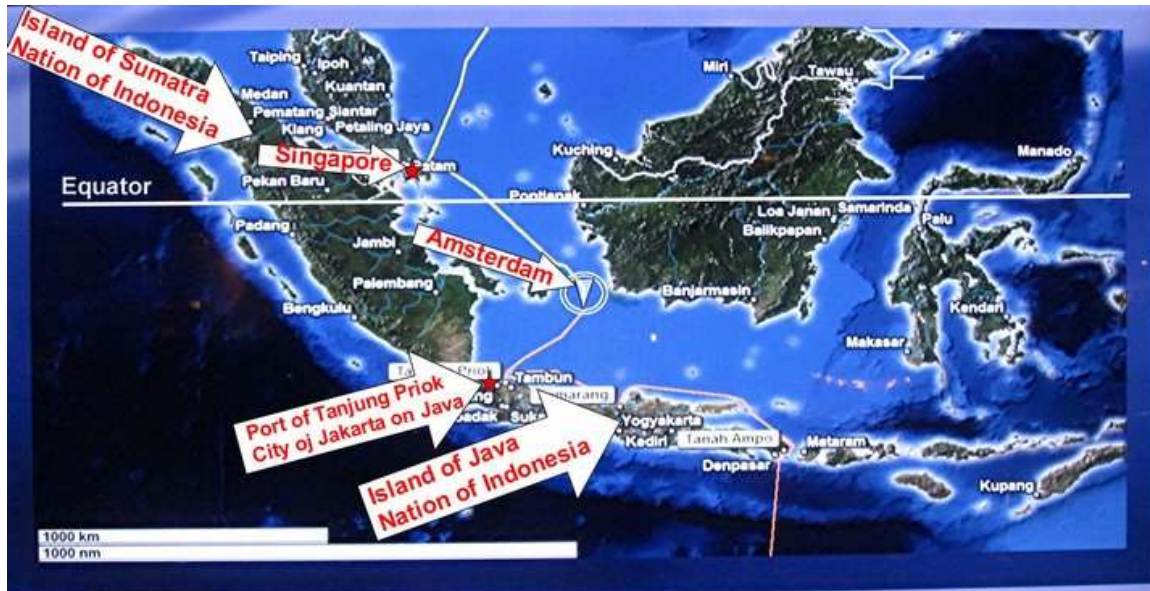 Island of Sumatra
Nation of Indonesia
Taiping
Ipoh
Kuantan
Medan
Pematang Siantar
Klang
Petaling Jaya
Singapore
Miri
Tawau
Kuching
Manado
Equator
Pekan Baru
Pontianak
Padang
Loa Janan
Samarinda
Palu
Balikpapan
Jambi
Amsterdam
Palembang
Banjarmasin
Bengkulu
Kendari
Makasar
Priok
Tambun
Port of Tanjung Priok
City oj Jakarta on Java
Yogyakarta
Kediri
Tanah Ampo
Mataram
Denpasar
Island of Java
Nation of Indonesia
Kupang
1000 km
1000 nm